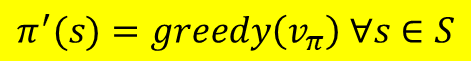 π′(s) = greedy(v_π) ∀s ∈ S